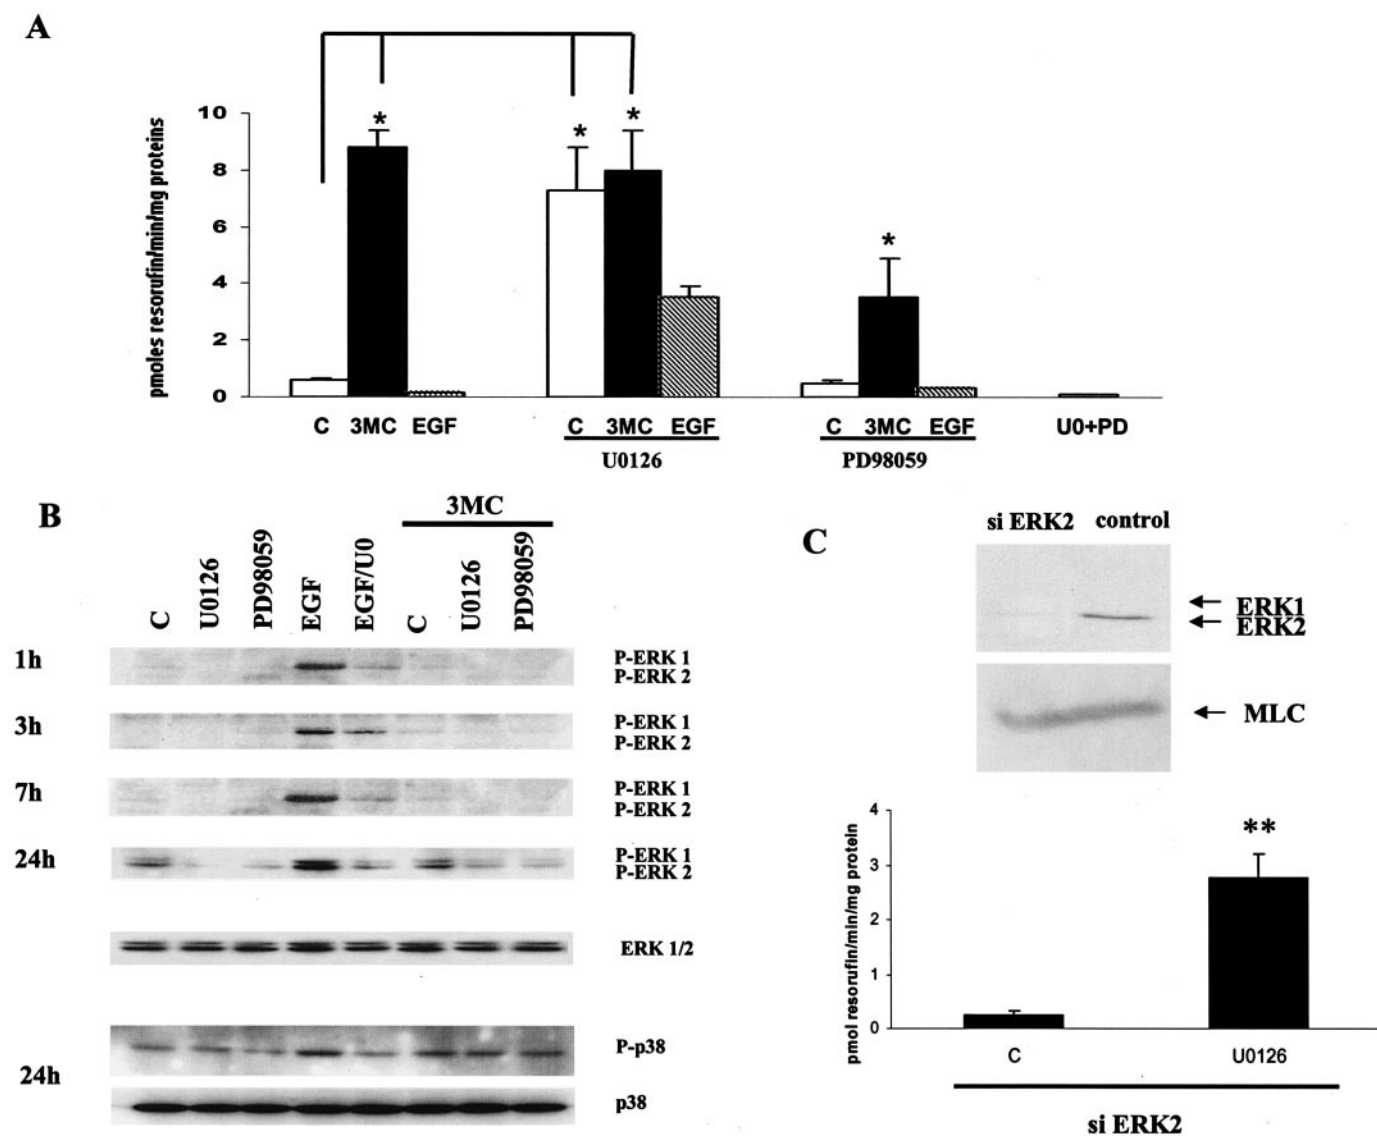 A
pmoles resorufin/min/mg proteins
10
8
6
4
2
0
*
*
*
*
C 3MC EGF
C 3MC EGF
C 3MC EGF
U0+PD
U0126
PD98059
B
3MC
C
U0126
PD98059
EGF
EGF/U0
C
U0126
PD98059
1h
P-ERK 1
P-ERK 2
3h
P-ERK 1
P-ERK 2
7h
P-ERK 1
P-ERK 2
24h
P-ERK 1
P-ERK 2
ERK 1/2
24h
P-p38
p38
C
si ERK2 control
ERK1
ERK2
MLC
pmol resorufin/min/mg protein
4
3
2
1
0
**
C
U0126
si ERK2